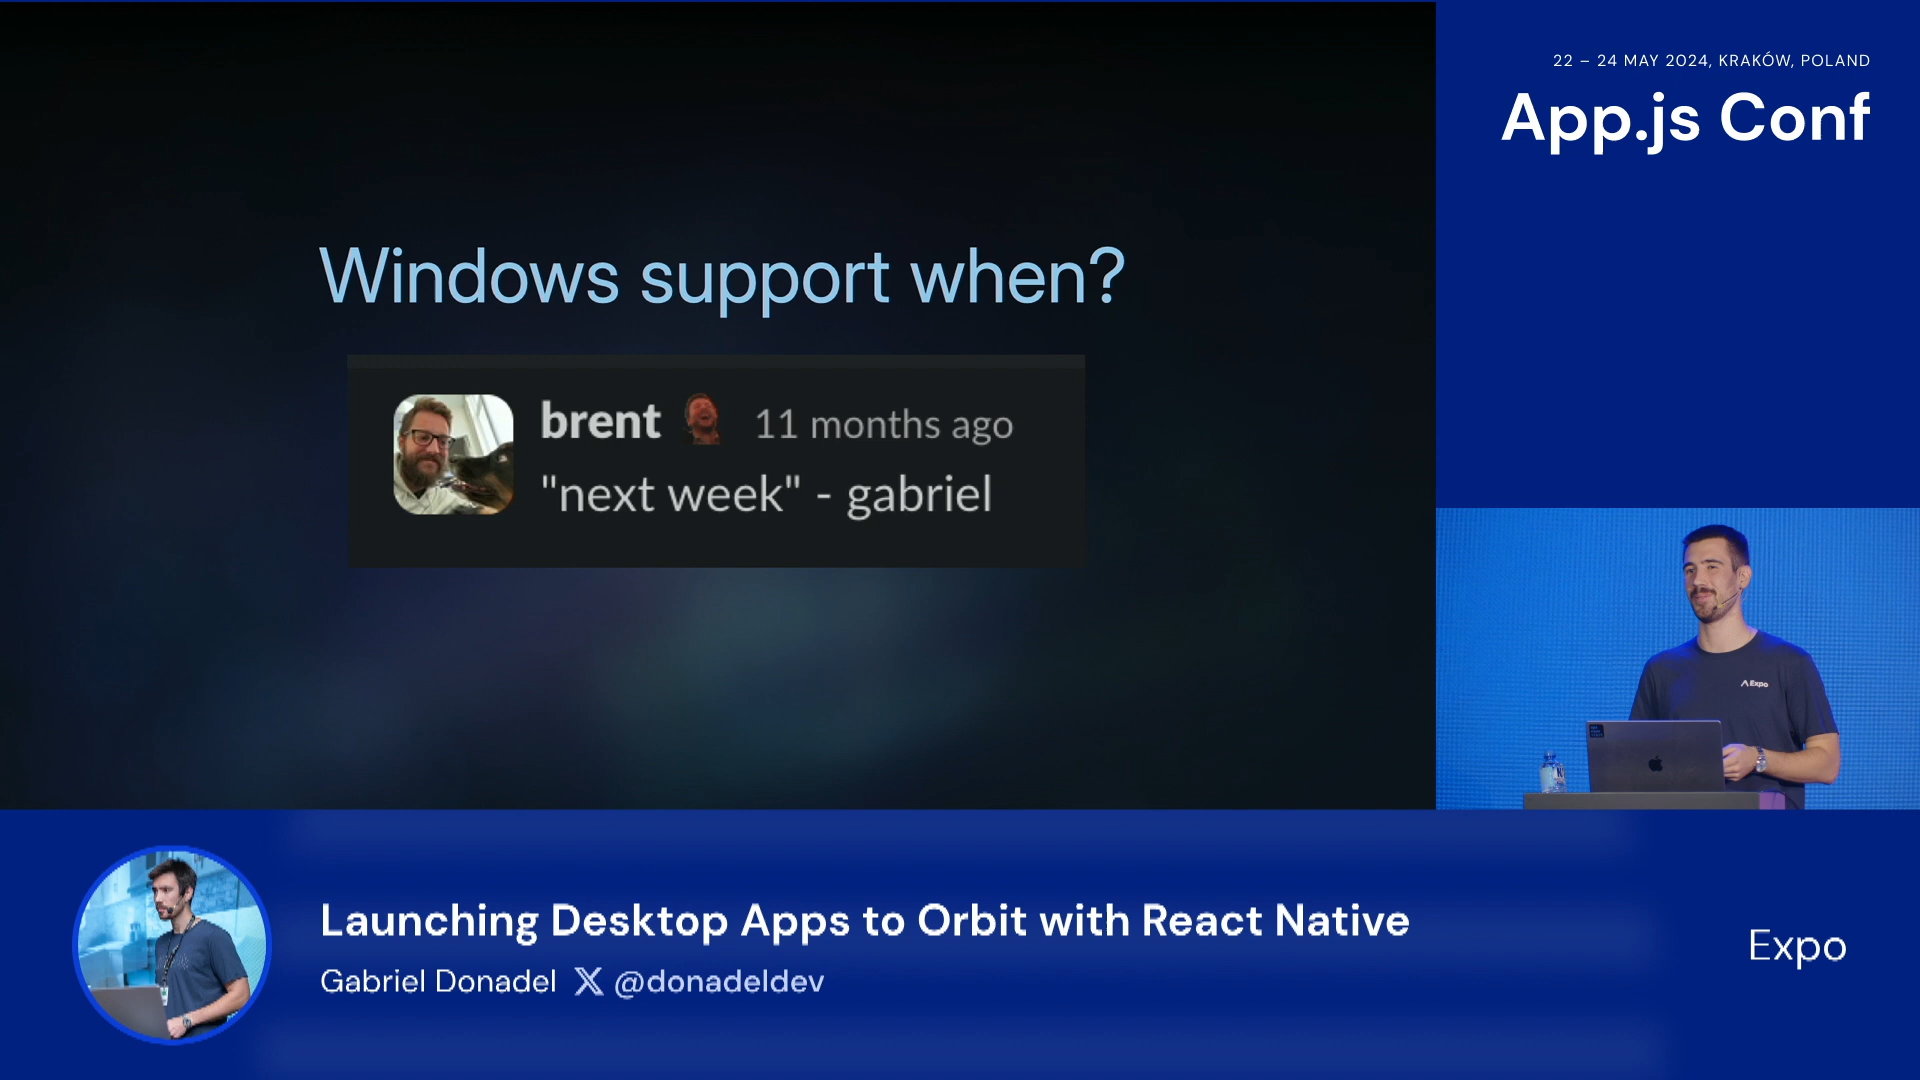 22 – 24 MAY 2024, KRAKÓW, POLAND
App.js Conf
Windows support when?
brent 11 months ago
"next week" - gabriel
Expo
Launching Desktop Apps to Orbit with React Native
Gabriel Donadel X @donadeldev
Expo